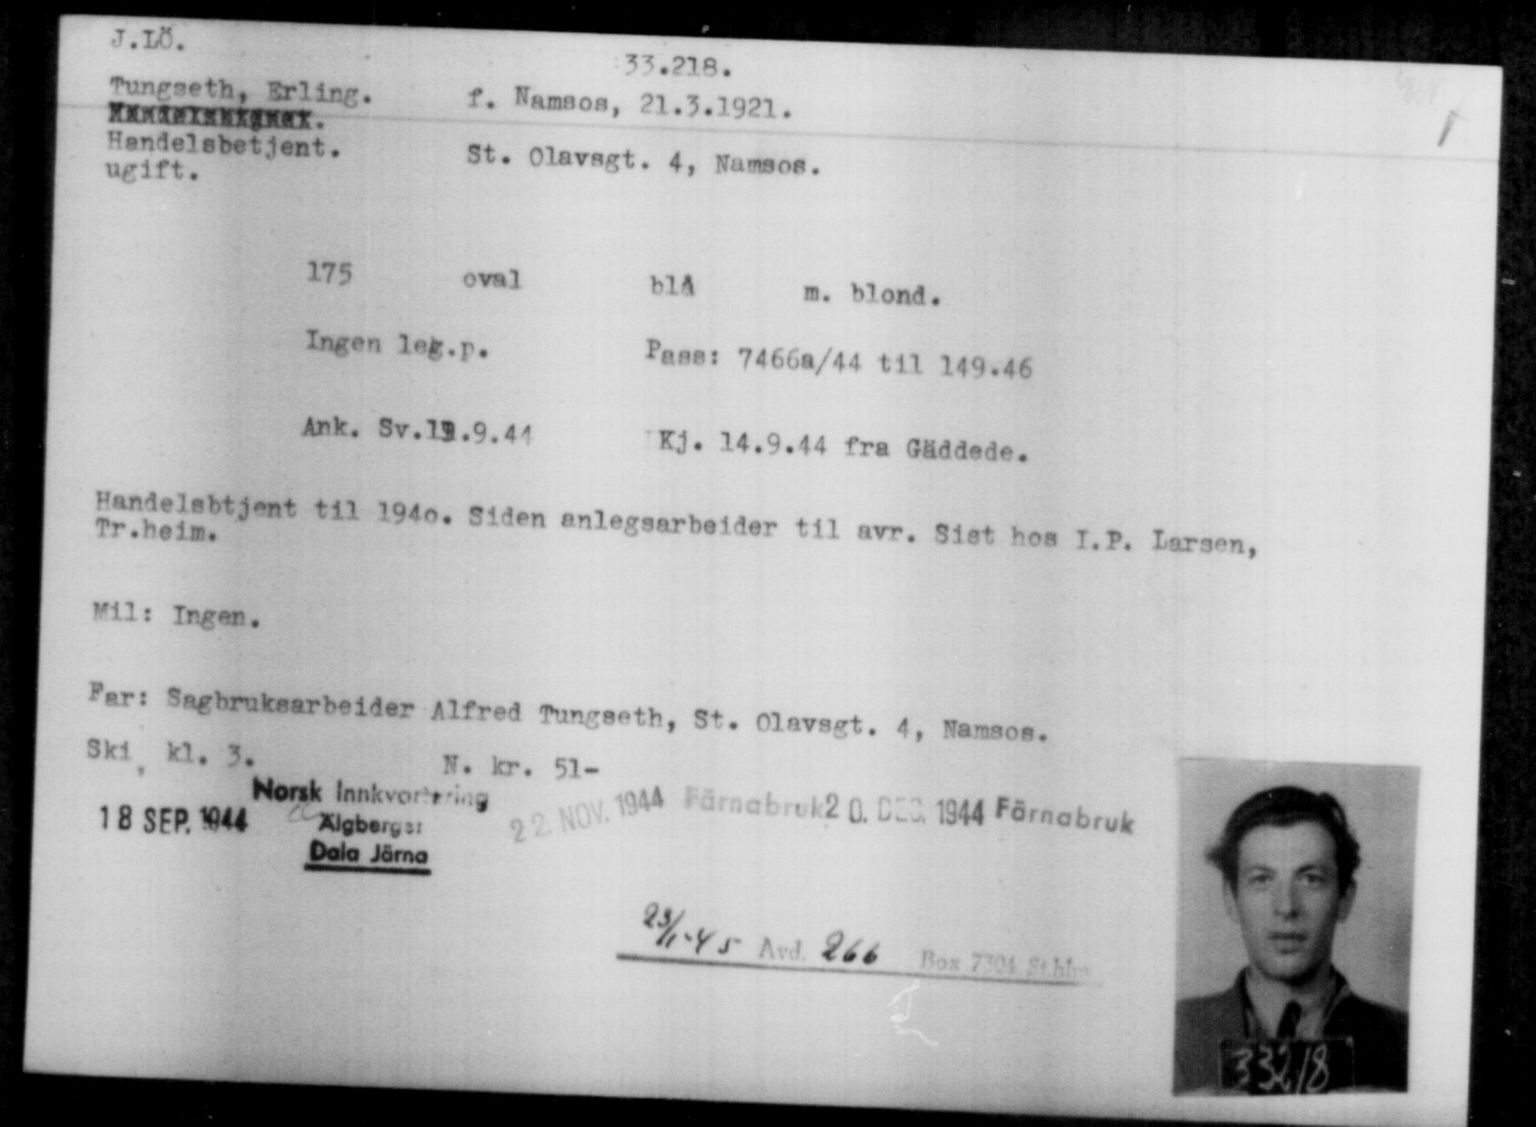 J.LÖ.
33.218.
Tungseth, Erling. f. Namsos, 21.3.1921.
Handelsbetjent. St. Olavsgt. 4, Namsos.
ugift.
175 oval blå m. blond.
Ingen leg.p. Pass: 7466a/44 til 149.46
Ank. Sv.13.9.44 Kj. 14.9.44 fra Gäddede.
Handelsbtjent til 194o. Siden anlegsarbeider til avr. Sist hos I.P. Larsen,
Tr.heim.
Mil: Ingen.
Far: Sagbruksarbeider Alfred Tungseth, St. Olavsgt. 4, Namsos.
Ski, kl. 3. N. kr. 51-
Norsk Innkvartering
18 SEP. 1944 Älgberget
Dala Järna
22. NOV. 1944 Färnabruk 20. DEC. 1944 Färnabruk
23/1-45 Avd. 266 Box 7304 Sthlm
33218